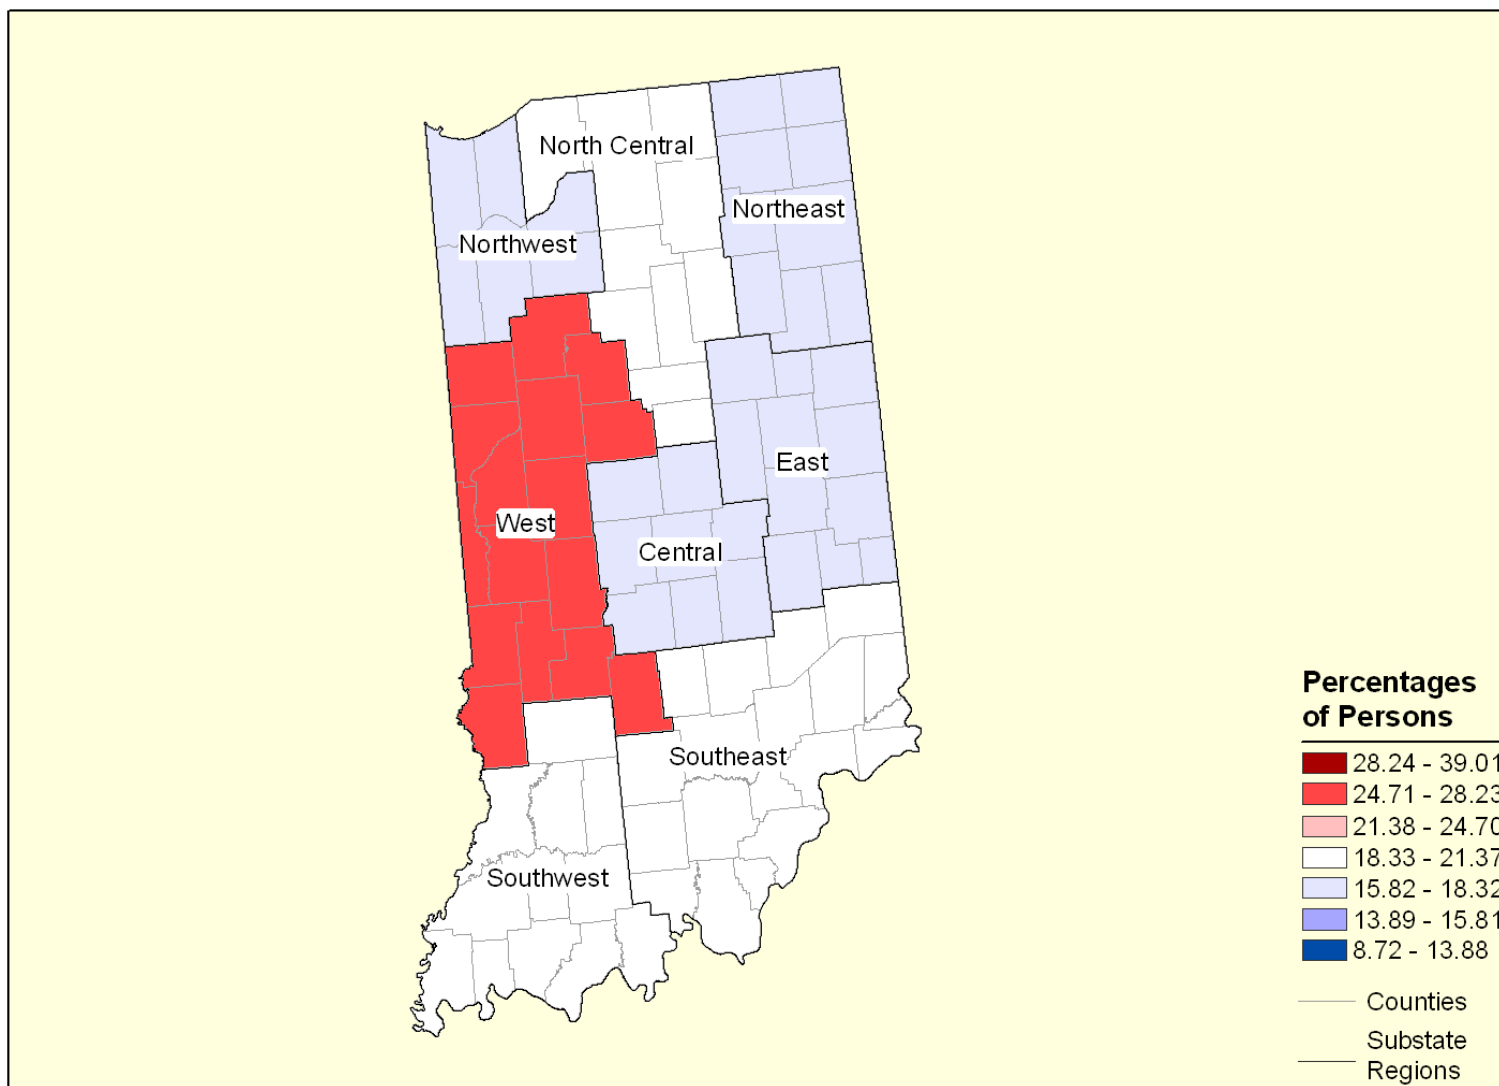 North Central
Northeast
Northwest
East
West
Central
Southeast
Southwest
Percentages
of Persons
28.24 - 39.01
24.71 - 28.23
21.38 - 24.70
18.33 - 21.37
15.82 - 18.32
13.89 - 15.81
8.72 - 13.88
Counties
Substate
Regions